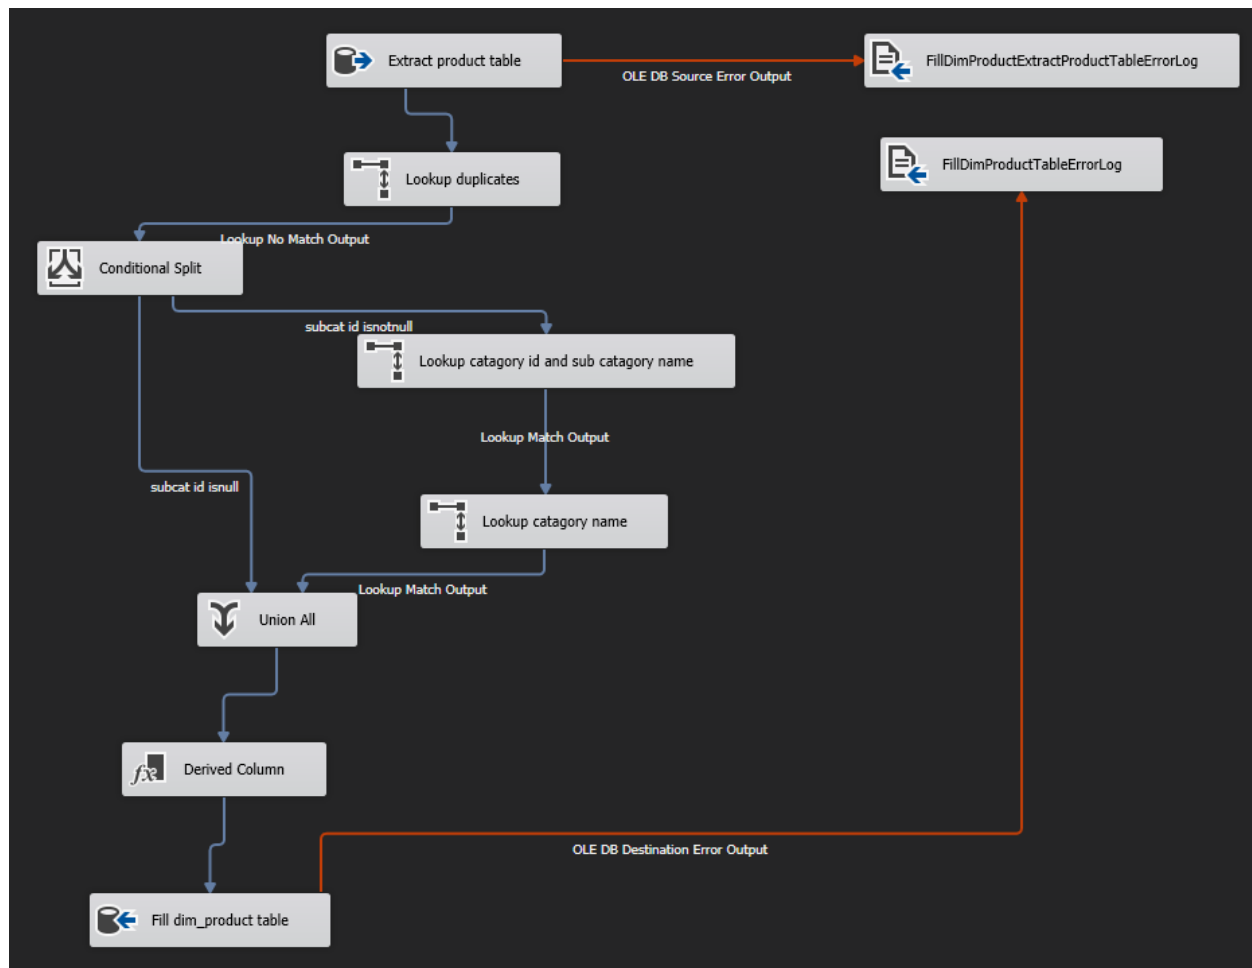 Extract product table
OLE DB Source Error Output
FillDimProductExtractProductTableErrorLog
FillDimProductTableErrorLog
Lookup duplicates
Lookup No Match Output
Conditional Split
subcat id isnotnull
Lookup catagory id and sub catagory name
Lookup Match Output
subcat id isnull
Lookup catagory name
Lookup Match Output
Union All
Derived Column
OLE DB Destination Error Output
Fill dim_product table